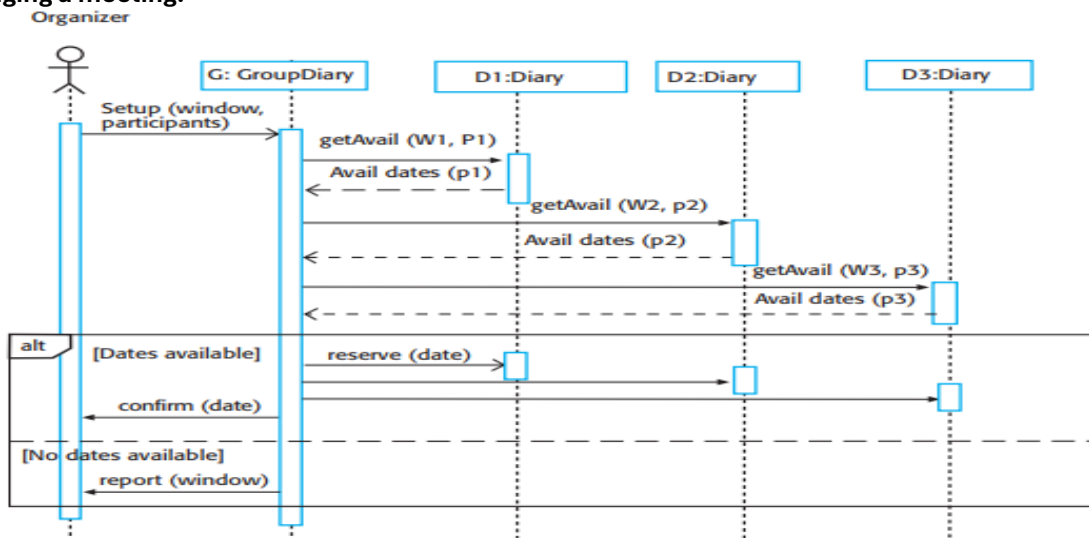 a meeting.
Organizer
G: GroupDiary
D1:Diary
D2:Diary
D3:Diary
Setup (window,
participants)
getAvail (W1, P1)
Avail dates (p1)
getAvail (W2, p2)
Avail dates (p2)
getAvail (W3, p3)
Avail dates (p3)
alt
[Dates available]
reserve (date)
confirm (date)
[No dates available]
report (window)